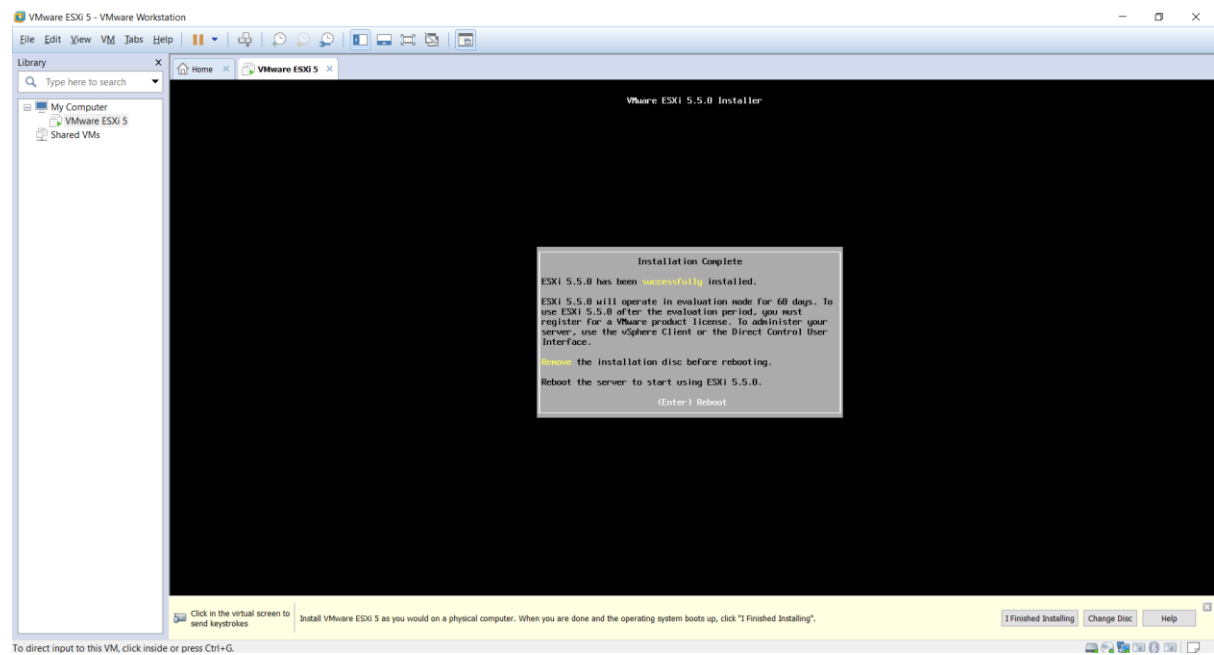 VMware ESXi 5 - VMware Workstation
File Edit View VM Tabs Help
Library X
Home × VMware ESXi 5 ×
Type here to search
My Computer
VMware ESXi 5
Shared VMs
VMware ESXi 5.5.0 Installer
Installation Complete
ESXi 5.5.0 has been successfully installed.
ESXi 5.5.0 will operate in evaluation mode for 60 days. To
use ESXi 5.5.0 after the evaluation period, you must
register for a VMware product license. To administer your
server, use the vSphere Client or the Direct Control User
Interface.
Remove the installation disc before rebooting.
Reboot the server to start using ESXi 5.5.0.
(Enter) Reboot
Click in the virtual screen to
send keystrokes
Install VMware ESXi 5 as you would on a physical computer. When you are done and the operating system boots up, click "I Finished Installing".
I Finished Installing Change Disc Help
To direct input to this VM, click inside or press Ctrl+G.